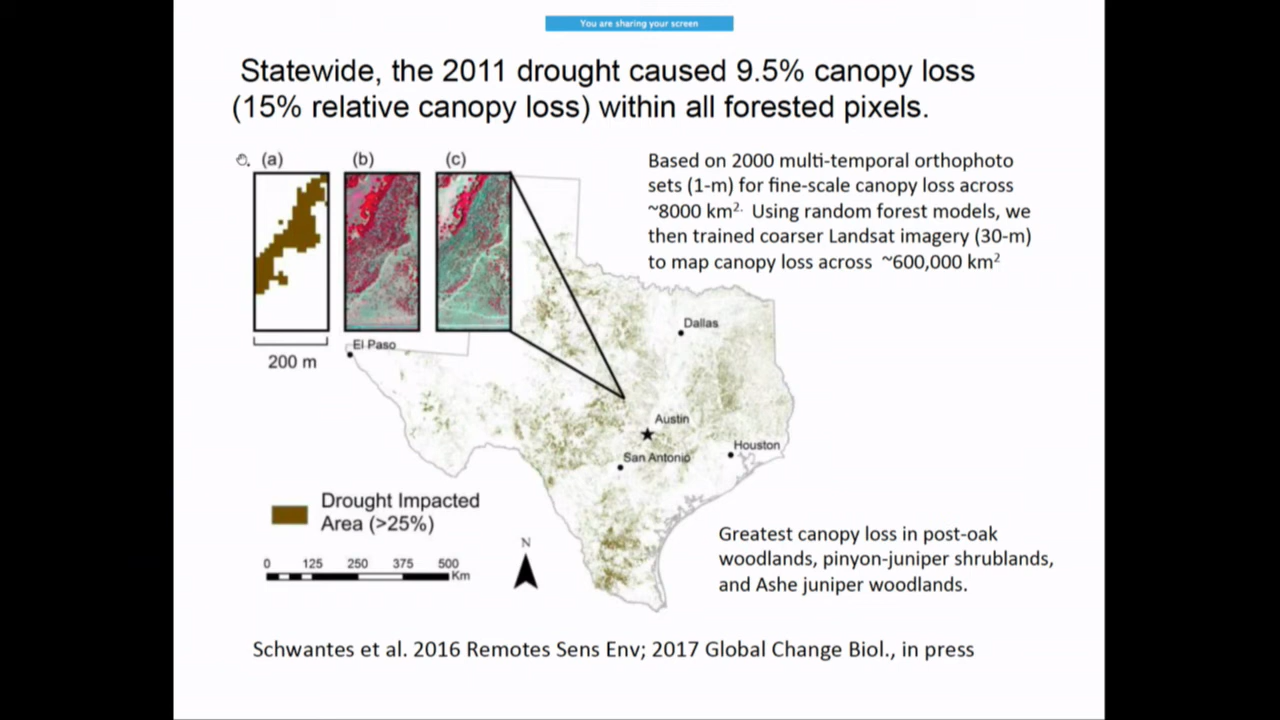 You are sharing your screen
Statewide, the 2011 drought caused 9.5% canopy loss
(15% relative canopy loss) within all forested pixels.
(a) (b) (c)
Based on 2000 multi-temporal orthophoto
sets (1-m) for fine-scale canopy loss across
~8000 km². Using random forest models, we
then trained coarser Landsat imagery (30-m)
to map canopy loss across ~600,000 km²
Dallas
El Paso
200 m
Austin
Houston
San Antonio
Drought Impacted
Area (>25%)
N
0 125 250 375 500
Km
Greatest canopy loss in post-oak
woodlands, pinyon-juniper shrublands,
and Ashe juniper woodlands.
Schwantes et al. 2016 Remotes Sens Env; 2017 Global Change Biol., in press